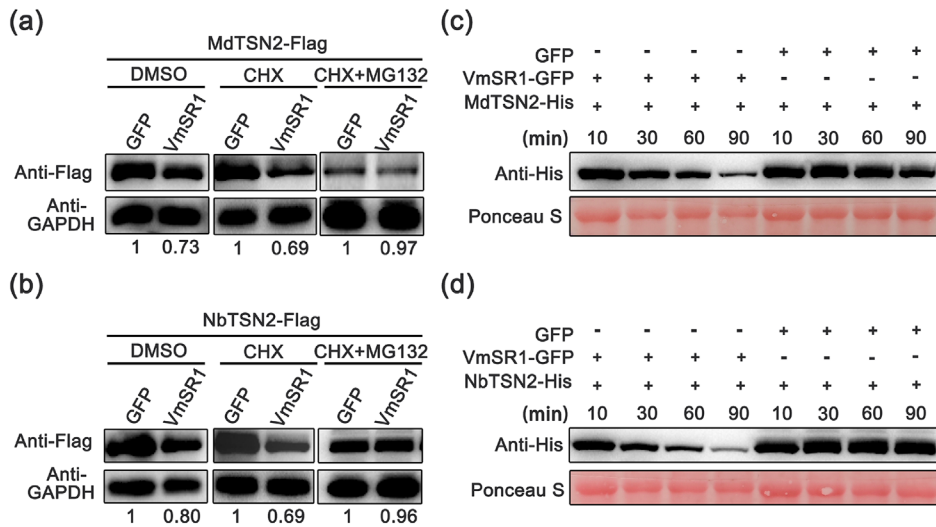 (a)
MdTSN2-Flag
DMSO CHX CHX+MG132
GFP VmSR1 GFP VmSR1 GFP VmSR1
Anti-Flag
Anti-
GAPDH
1 0.73 1 0.69 1 0.97
(b)
NbTSN2-Flag
DMSO CHX CHX+MG132
GFP VmSR1 GFP VmSR1 GFP VmSR1
Anti-Flag
Anti-
GAPDH
1 0.80 1 0.69 1 0.96
(c)
GFP - - - - + + + +
VmSR1-GFP + + + + - - - -
MdTSN2-His + + + + + + + +
(min) 10 30 60 90 10 30 60 90
Anti-His
Ponceau S
(d)
GFP - - - - + + + +
VmSR1-GFP + + + + - - - -
NbTSN2-His + + + + + + + +
(min) 10 30 60 90 10 30 60 90
Anti-His
Ponceau S